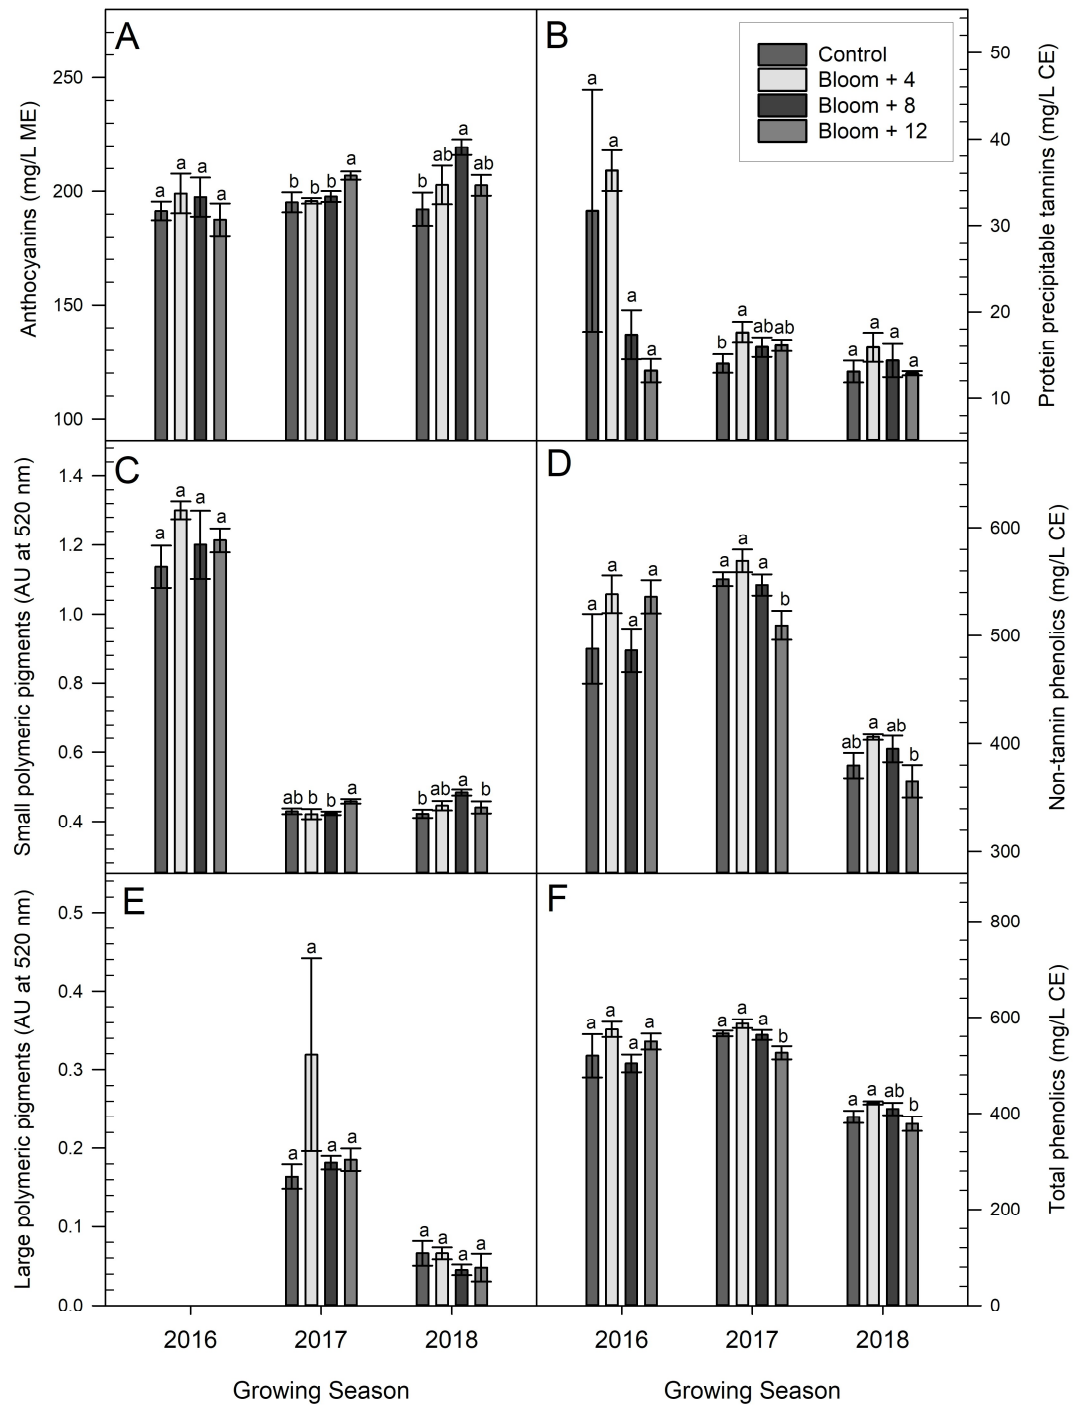 A
B
Control
Bloom + 4
Bloom + 8
Bloom + 12
Anthocyanins (mg/L ME)
250
200
150
100
a a a a
b b b a
b ab a ab
Protein precipitable tannins (mg/L CE)
50
40
30
20
10
a a a a
b a ab ab
a a a a
C
D
Small polymeric pigments (AU at 520 nm)
1.4
1.2
1.0
0.8
0.6
0.4
a a a a
ab b b a
b ab a b
Non-tannin phenolics (mg/L CE)
600
500
400
300
a a a a
a a a b
ab a ab b
E
F
Large polymeric pigments (AU at 520 nm)
0.5
0.4
0.3
0.2
0.1
0.0
a a a a
a a a a
Total phenolics (mg/L CE)
800
600
400
200
0
a a a a
a a a b
a a ab b
2016 2017 2018
2016 2017 2018
Growing Season
Growing Season